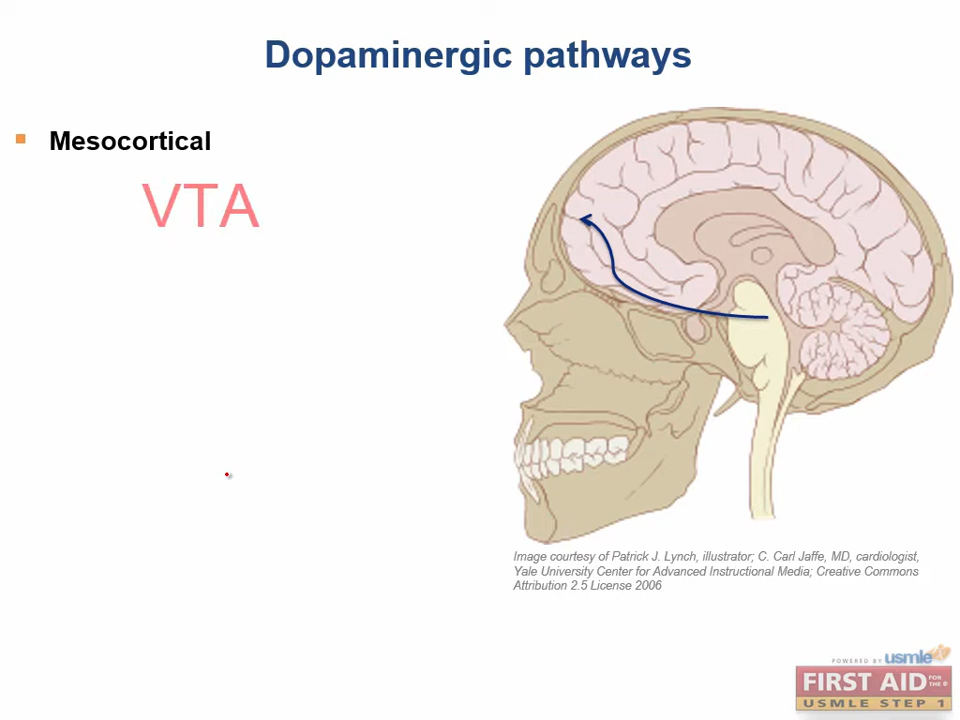 Dopaminergic pathways
Mesocortical
VTA
Image courtesy of Patrick J. Lynch, illustrator; C. Carl Jaffe, MD, cardiologist,
Yale University Center for Advanced Instructional Media; Creative Commons
Attribution 2.5 License 2006
POWERED BY usmle
FIRST AID FOR THE®
USMLE STEP 1